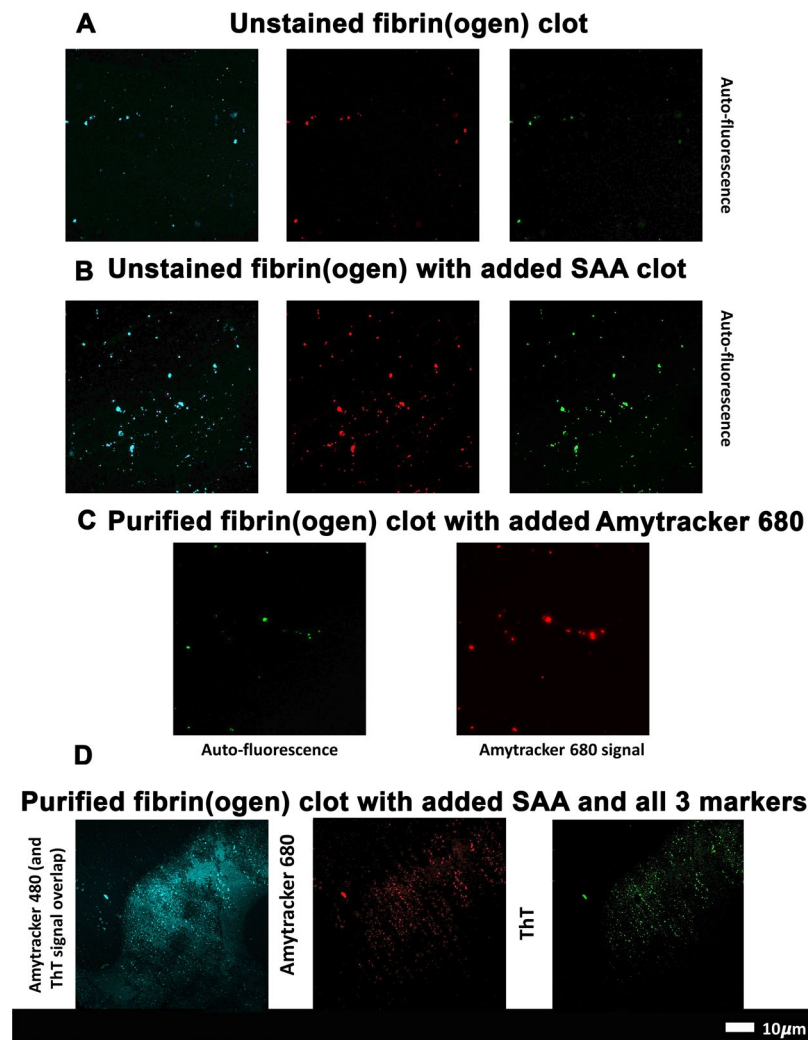 A
Unstained fibrin(ogen) clot
Auto-fluorescence
B
Unstained fibrin(ogen) with added SAA clot
Auto-fluorescence
C
Purified fibrin(ogen) clot with added Amytracker 680
Auto-fluorescence
Amytracker 680 signal
D
Purified fibrin(ogen) clot with added SAA and all 3 markers
Amytracker 480 (and
ThT signal overlap)
Amytracker 680
ThT
10µm